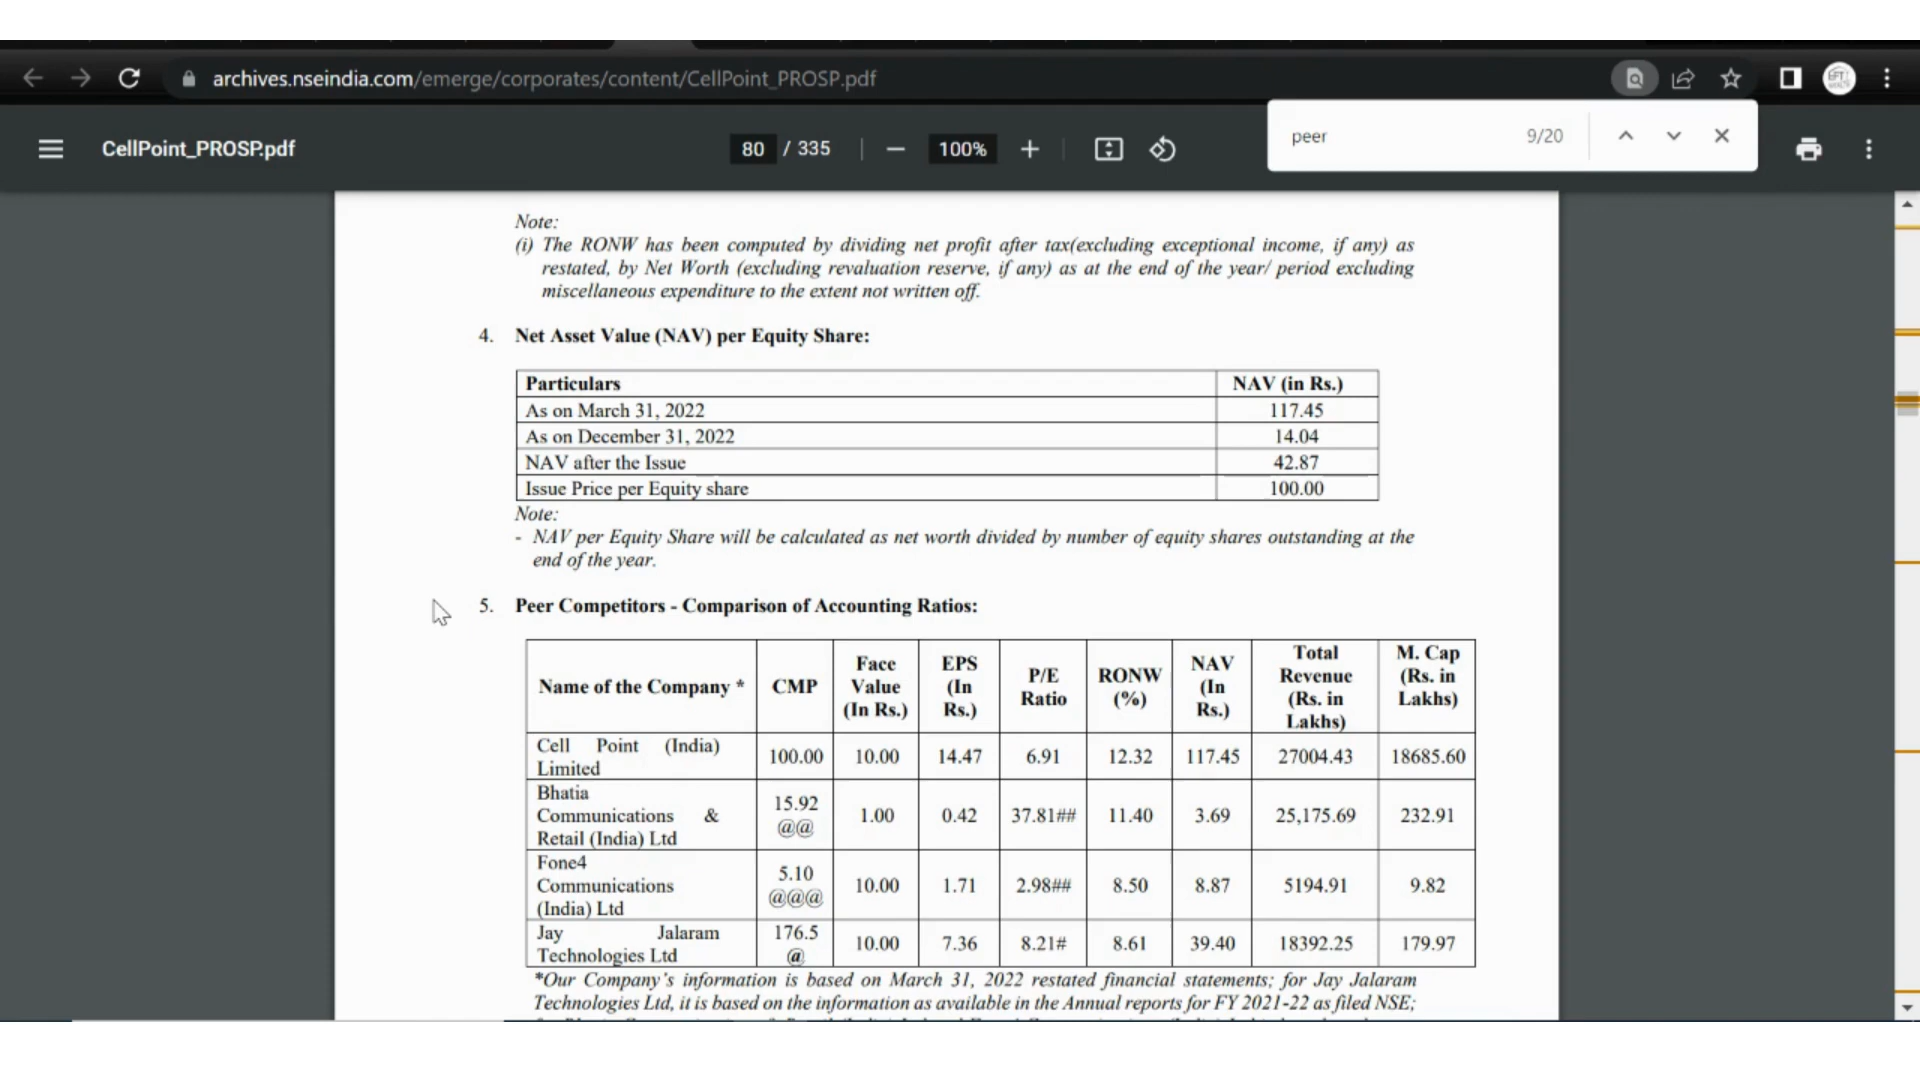 archives.nseindia.com/emerge/corporates/content/CellPoint_PROSP.pdf
CellPoint_PROSP.pdf
80 / 335
100%
peer
9/20
Note:
(i) The RONW has been computed by dividing net profit after tax(excluding exceptional income, if any) as
restated, by Net Worth (excluding revaluation reserve, if any) as at the end of the year/ period excluding
miscellaneous expenditure to the extent not written off.
4. Net Asset Value (NAV) per Equity Share:
Particulars NAV (in Rs.)
As on March 31, 2022 117.45
As on December 31, 2022 14.04
NAV after the Issue 42.87
Issue Price per Equity share 100.00
Note:
- NAV per Equity Share will be calculated as net worth divided by number of equity shares outstanding at the
end of the year.
5. Peer Competitors - Comparison of Accounting Ratios:
Name of the Company *
CMP
Face
Value
(In Rs.)
EPS
(In
Rs.)
P/E
Ratio
RONW
(%)
NAV
(In
Rs.)
Total
Revenue
(Rs. in
Lakhs)
M. Cap
(Rs. in
Lakhs)
Cell Point (India)
Limited
100.00 10.00 14.47 6.91 12.32 117.45 27004.43 18685.60
Bhatia
Communications &
Retail (India) Ltd
15.92
@@
1.00 0.42 37.81## 11.40 3.69 25,175.69 232.91
Fone4
Communications
(India) Ltd
5.10
@@@
10.00 1.71 2.98## 8.50 8.87 5194.91 9.82
Jay Jalaram
Technologies Ltd
176.5
@
10.00 7.36 8.21# 8.61 39.40 18392.25 179.97
*Our Company's information is based on March 31, 2022 restated financial statements; for Jay Jalaram
Technologies Ltd, it is based on the information as available in the Annual reports for FY 2021-22 as filed NSE;